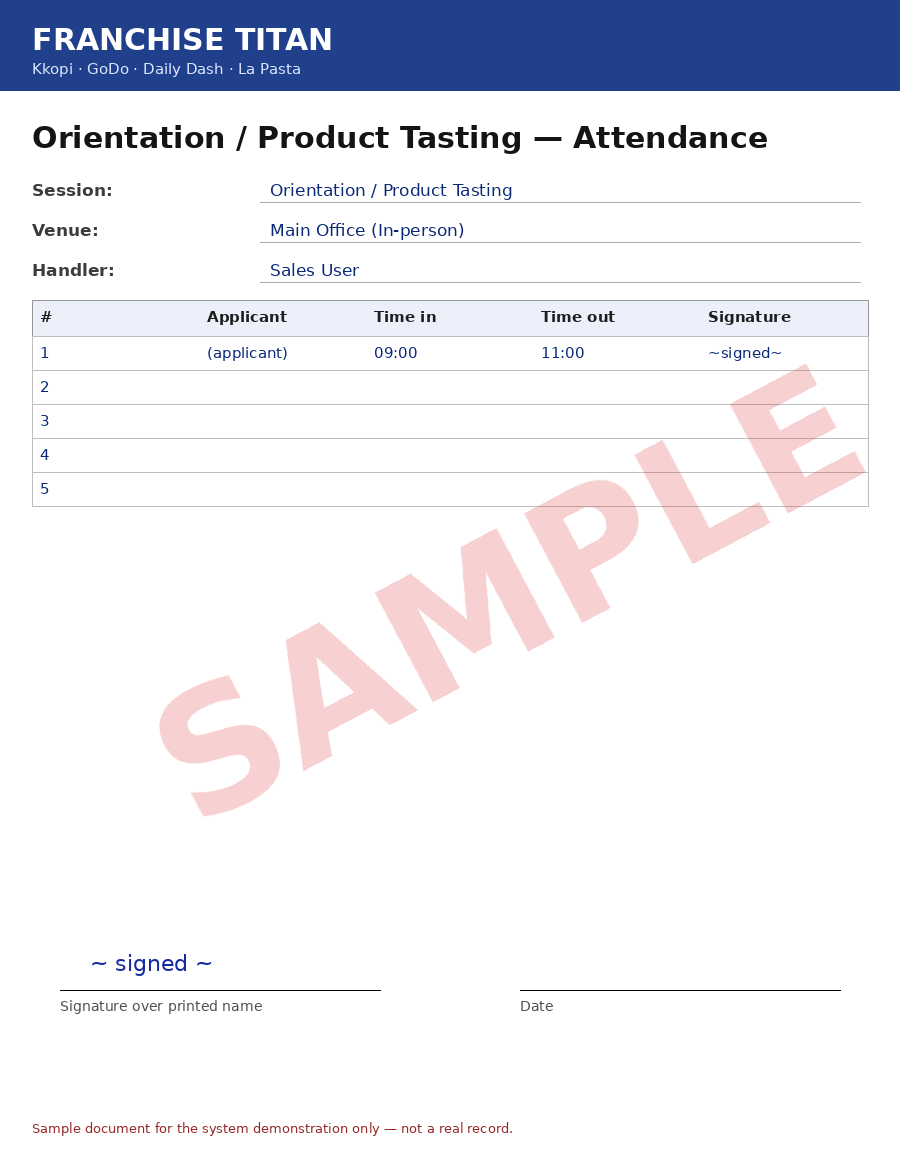 FRANCHISE TITAN
Kkopi · GoDo · Daily Dash · La Pasta
Orientation / Product Tasting — Attendance
Session: Orientation / Product Tasting
Venue: Main Office (In-person)
Handler: Sales User
# Applicant Time in Time out Signature
1 (applicant) 09:00 11:00 ~signed~
2
3
4
5
SAMPLE
~ signed ~
Signature over printed name Date
Sample document for the system demonstration only — not a real record.